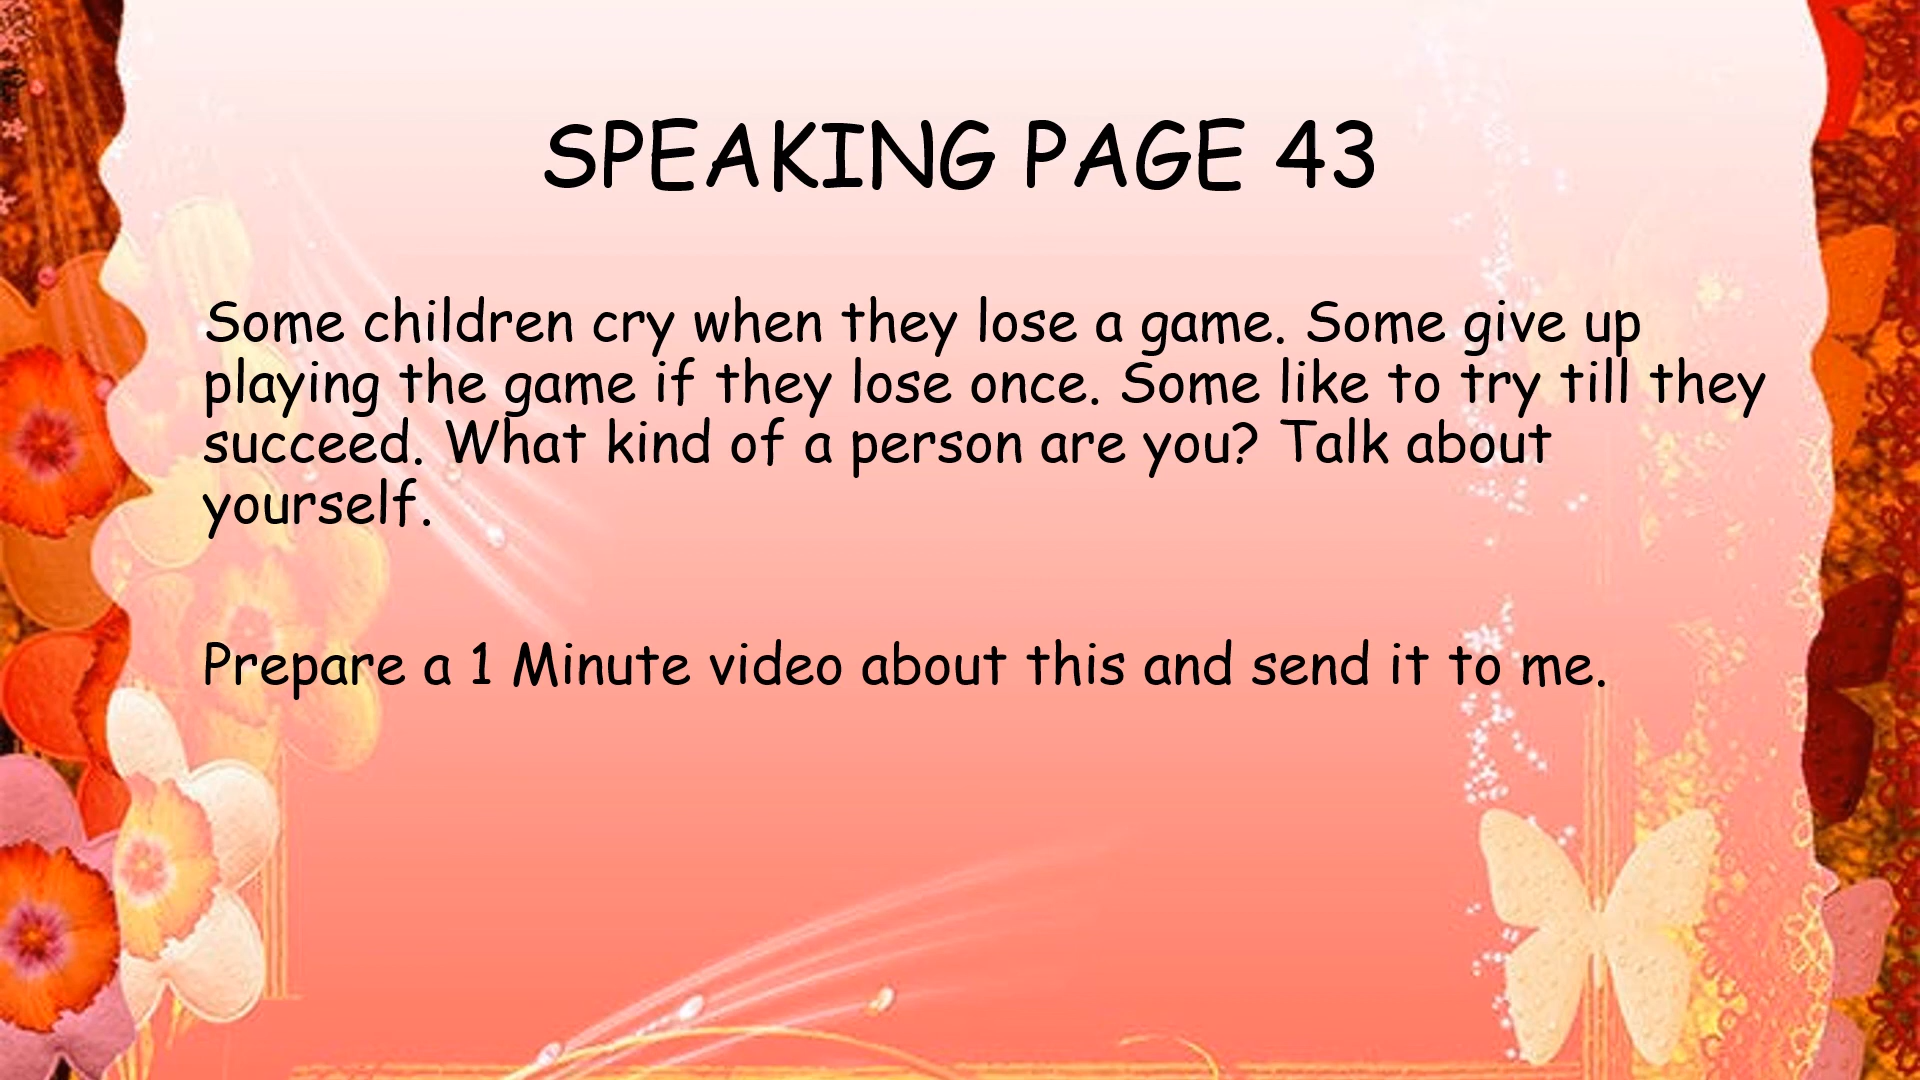 SPEAKING PAGE 43
Some children cry when they lose a game. Some give up
playing the game if they lose once. Some like to try till they
succeed. What kind of a person are you? Talk about
yourself.
Prepare a 1 Minute video about this and send it to me.